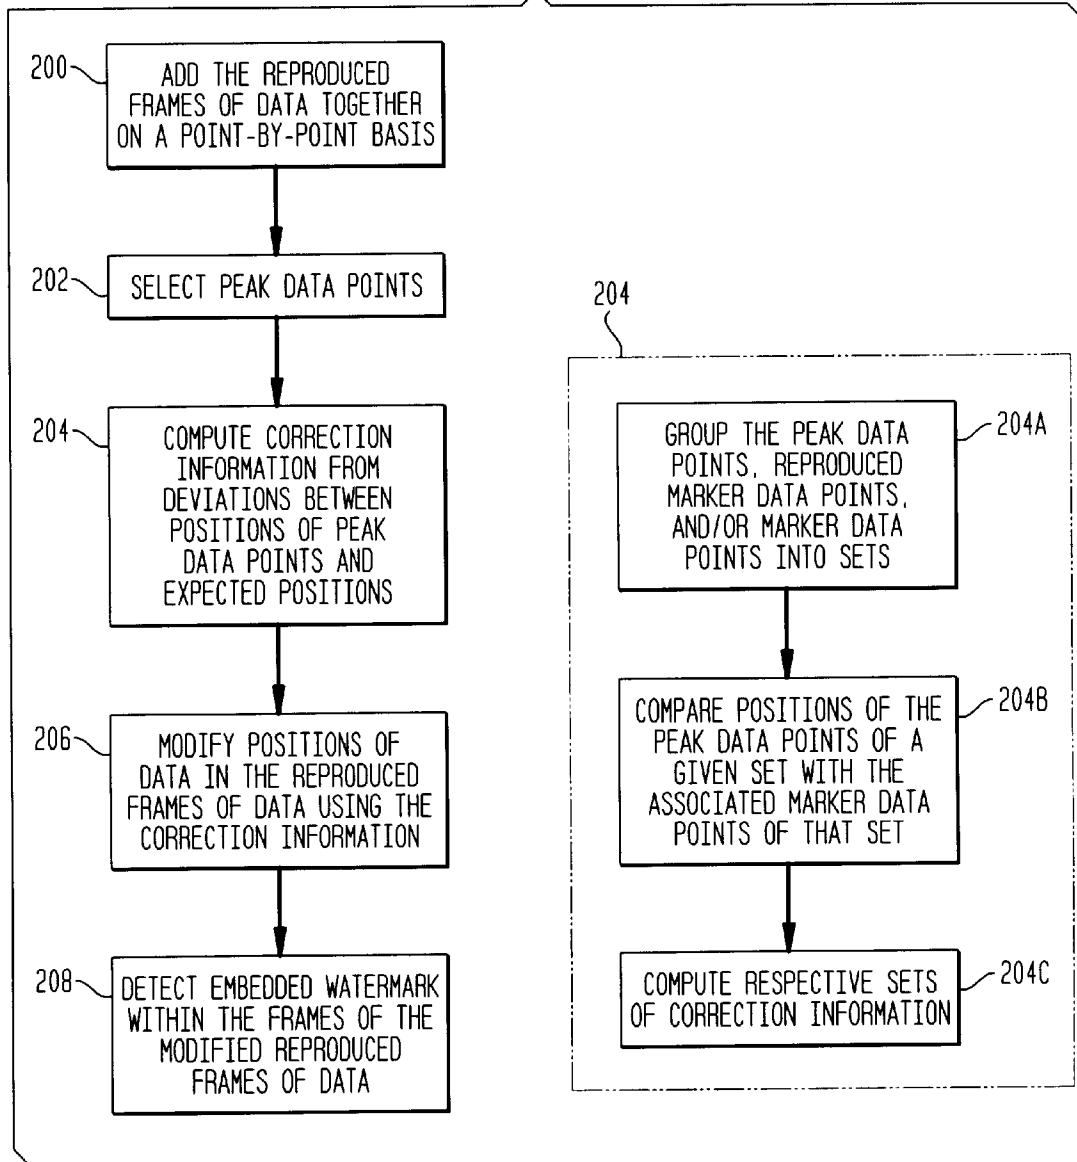 200
ADD THE REPRODUCED
FRAMES OF DATA TOGETHER
ON A POINT-BY-POINT BASIS
202
SELECT PEAK DATA POINTS
204
COMPUTE CORRECTION
INFORMATION FROM
DEVIATIONS BETWEEN
POSITIONS OF PEAK
DATA POINTS AND
EXPECTED POSITIONS
206
MODIFY POSITIONS OF
DATA IN THE REPRODUCED
FRAMES OF DATA USING THE
CORRECTION INFORMATION
208
DETECT EMBEDDED WATERMARK
WITHIN THE FRAMES OF THE
MODIFIED REPRODUCED
FRAMES OF DATA
204
GROUP THE PEAK DATA
POINTS, REPRODUCED
MARKER DATA POINTS,
AND/OR MARKER DATA
POINTS INTO SETS
204A
COMPARE POSITIONS OF THE
PEAK DATA POINTS OF A
GIVEN SET WITH THE
ASSOCIATED MARKER DATA
POINTS OF THAT SET
204B
COMPUTE RESPECTIVE SETS
OF CORRECTION INFORMATION
204C